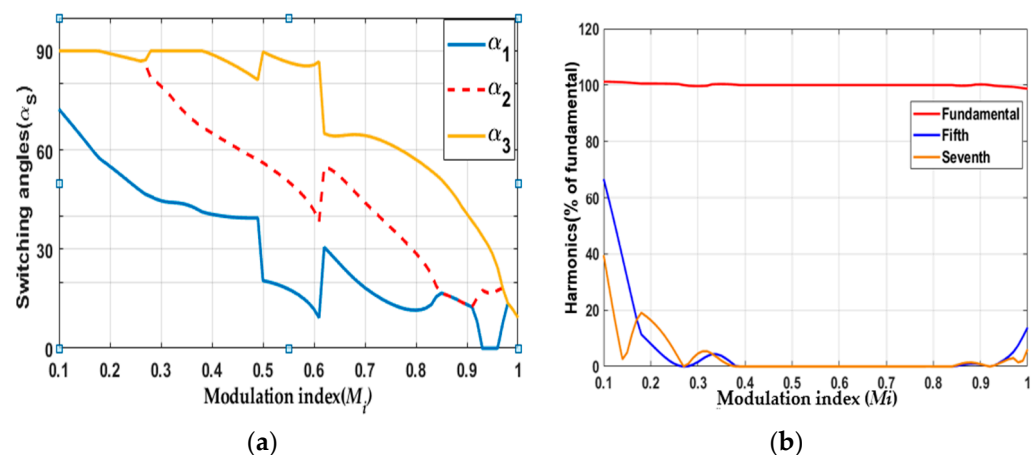 90
60
30
0
0.1 0.2 0.3 0.4 0.5 0.6 0.7 0.8 0.9 1
Switching angles(αs)
Modulation index(Mi)
α1
α2
α3
(a)
120
100
80
60
40
20
0
0.1 0.2 0.3 0.4 0.5 0.6 0.7 0.8 0.9 1
Harmonics(% of fundamental)
Modulation index (Mi)
Fundamental
Fifth
Seventh
(b)